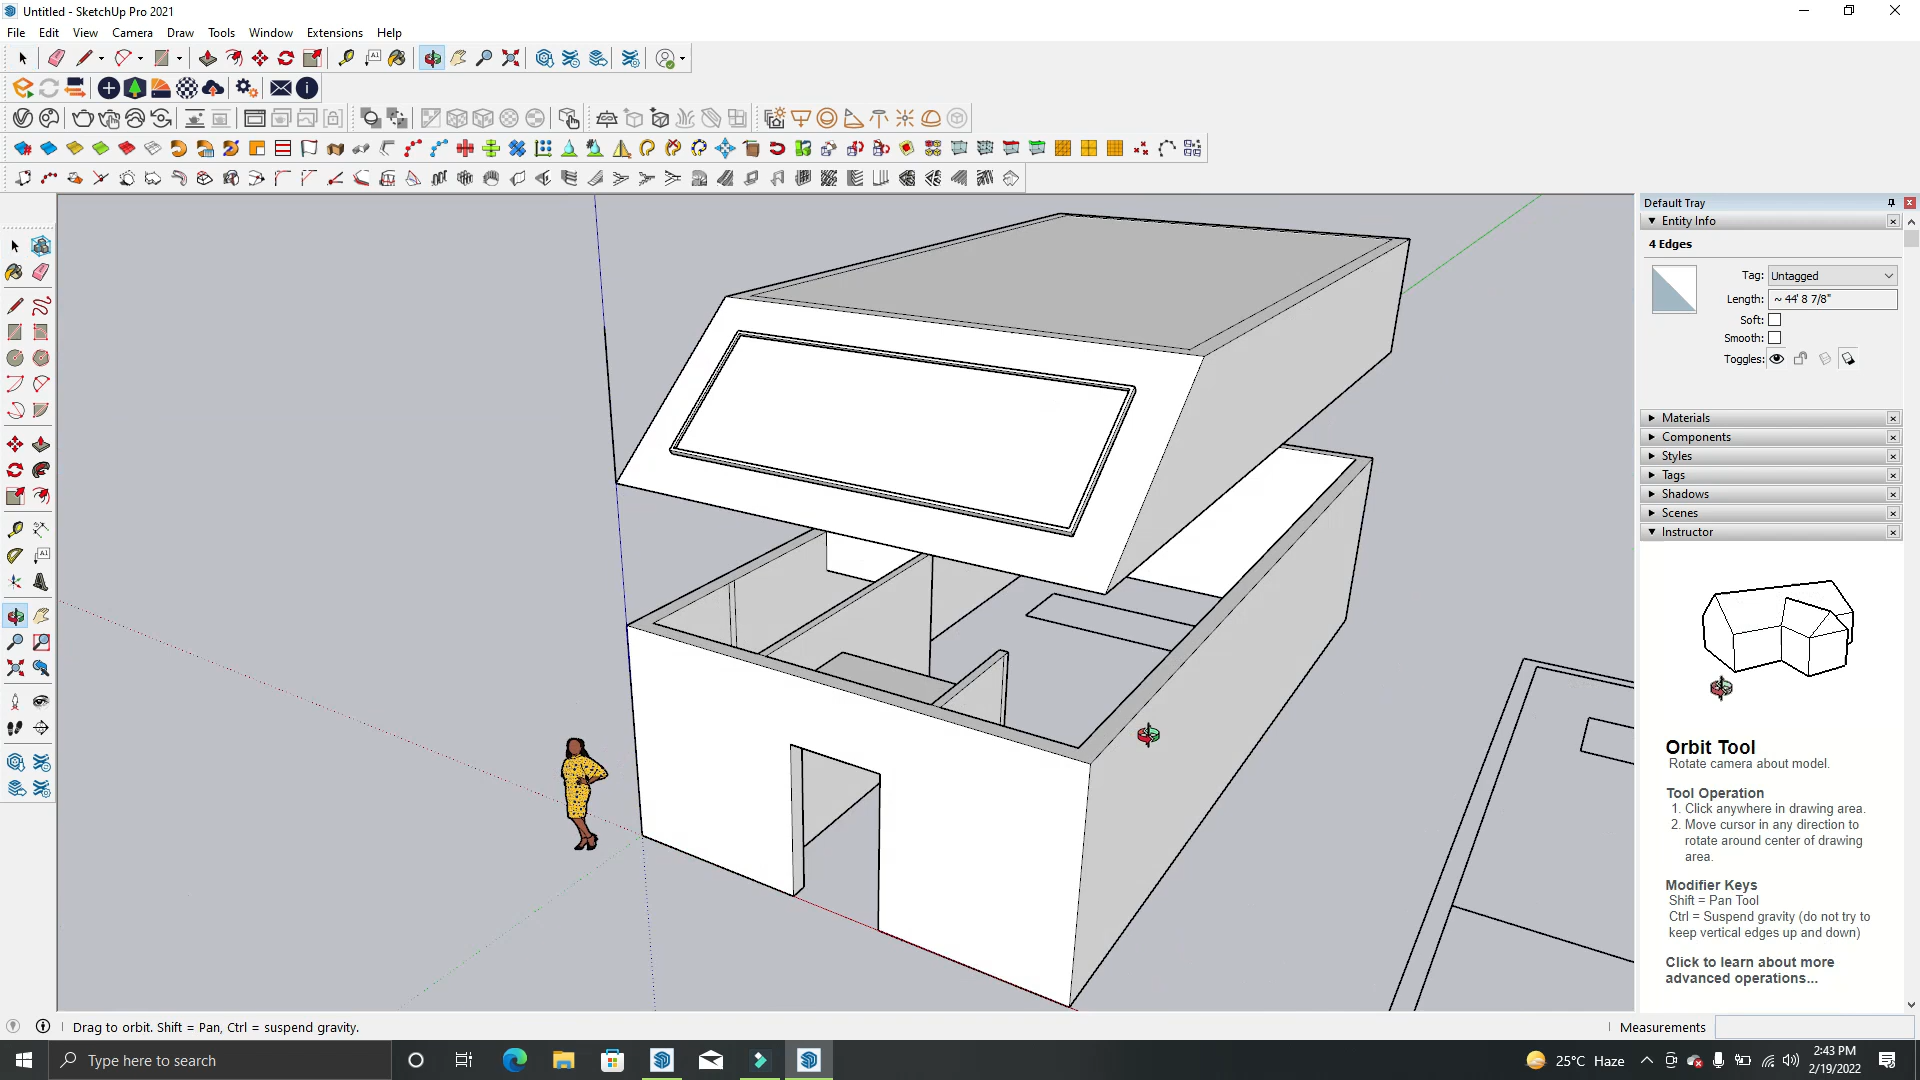 Untitled - SketchUp Pro 2021
File Edit View Camera Draw Tools Window Extensions Help
Default Tray
Entity Info
4 Edges
Tag: Untagged
Length: ~ 44' 8 7/8"
Soft:
Smooth:
Toggles:
Materials
Components
Styles
Tags
Shadows
Scenes
Instructor
Orbit Tool
Rotate camera about model.
Tool Operation
1. Click anywhere in drawing area.
2. Move cursor in any direction to
rotate around center of drawing
area.
Modifier Keys
Shift = Pan Tool
Ctrl = Suspend gravity (do not try to
keep vertical edges up and down)
Click to learn about more
advanced operations...
Drag to orbit. Shift = Pan, Ctrl = suspend gravity.
Measurements
Type here to search
25°C Haze
2:43 PM
2/19/2022